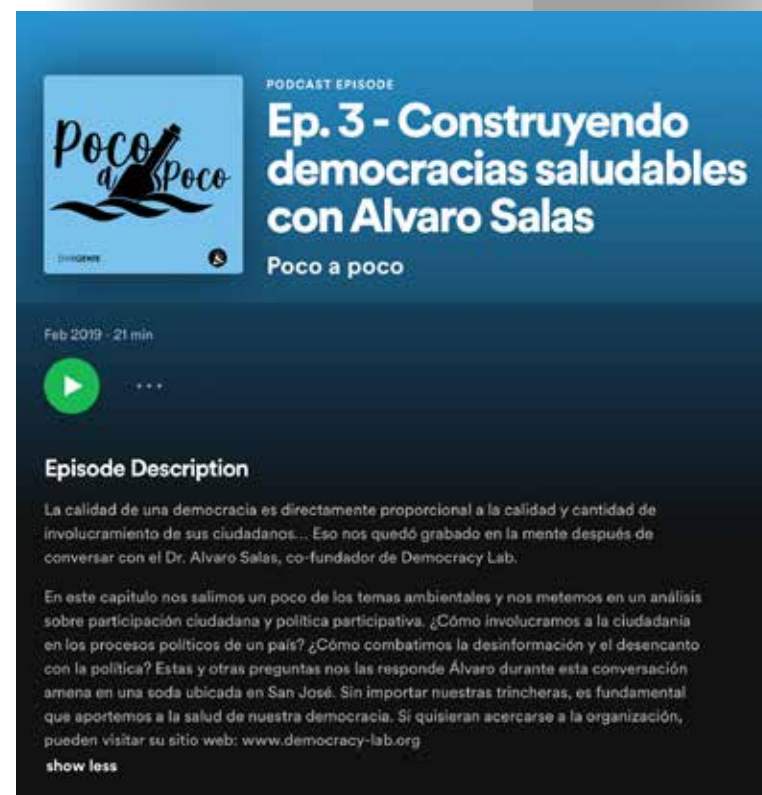 PODCAST EPISODE
Ep. 3 - Construyendo
democracias saludables
con Alvaro Salas
Poco a poco
Poco
a Poco
Feb 2019 · 21 min
Episode Description
La calidad de una democracia es directamente proporcional a la calidad y cantidad de
involucramiento de sus ciudadanos... Eso nos quedó grabado en la mente después de
conversar con el Dr. Alvaro Salas, co-fundador de Democracy Lab.
En este capitulo nos salimos un poco de los temas ambientales y nos metemos en un análisis
sobre participación ciudadana y política participativa. ¿Cómo involucramos a la ciudadanía
en los procesos políticos de un país? ¿Cómo combatimos la desinformación y el desencanto
con la política? Estas y otras preguntas nos las responde Álvaro durante esta conversación
amena en una soda ubicada en San José. Sin importar nuestras trincheras, es fundamental
que aportemos a la salud de nuestra democracia. Si quisieran acercarse a la organización,
pueden visitar su sitio web: www.democracy-lab.org
show less